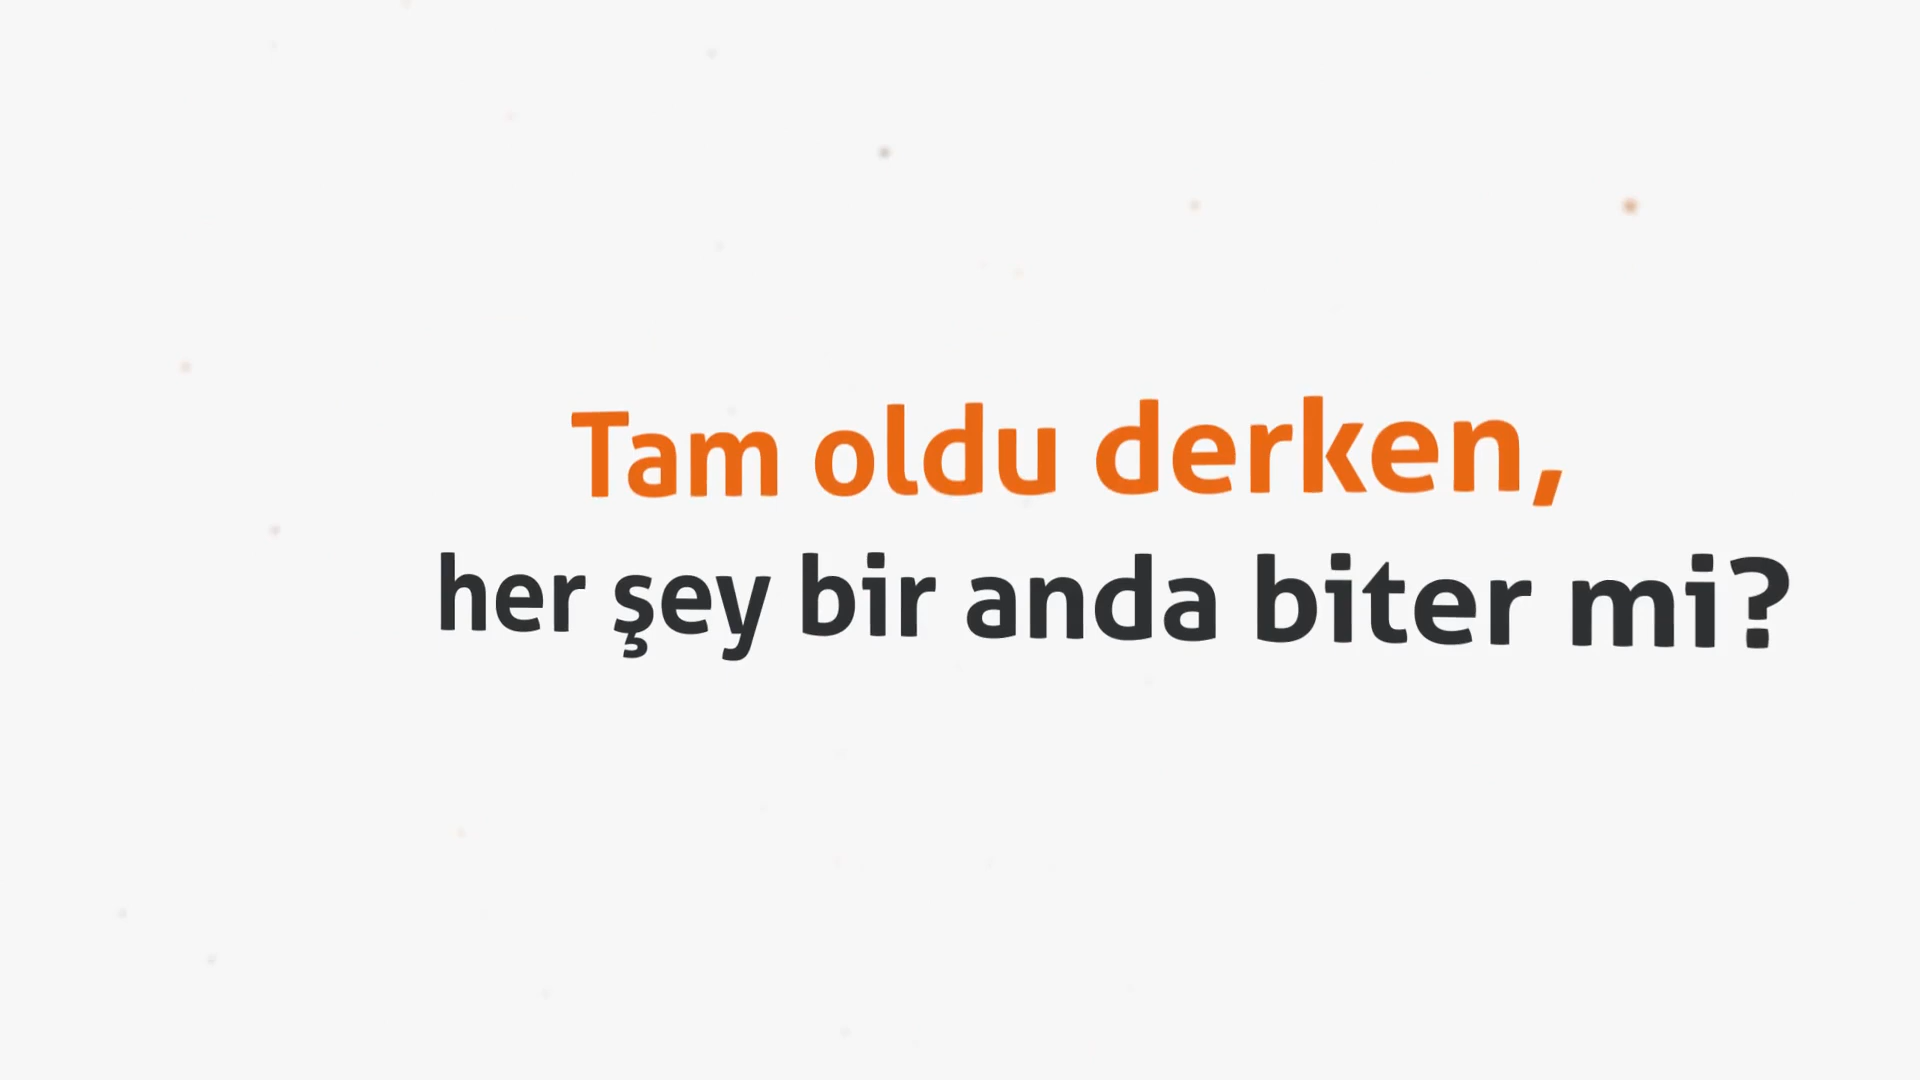 Tam oldu derken,
her şey bir anda biter mi?